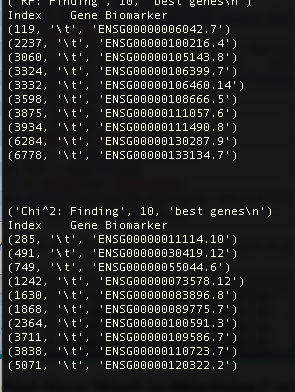 ('RF: Finding', 10, 'best genes\n')
Index    Gene Biomarker
(119, '\t', 'ENSG00000006042.7')
(2237, '\t', 'ENSG00000100216.4')
(3060, '\t', 'ENSG00000105143.8')
(3324, '\t', 'ENSG00000106399.7')
(3332, '\t', 'ENSG00000106460.14')
(3598, '\t', 'ENSG00000108666.5')
(3875, '\t', 'ENSG00000111057.6')
(3934, '\t', 'ENSG00000111490.8')
(6284, '\t', 'ENSG00000130287.9')
(6778, '\t', 'ENSG00000133134.7')
('Chi^2: Finding', 10, 'best genes\n')
Index    Gene Biomarker
(285, '\t', 'ENSG00000011114.10')
(491, '\t', 'ENSG00000030419.12')
(749, '\t', 'ENSG00000055044.6')
(1242, '\t', 'ENSG00000073578.12')
(1630, '\t', 'ENSG00000083896.8')
(1868, '\t', 'ENSG00000089775.7')
(2364, '\t', 'ENSG00000100591.3')
(3711, '\t', 'ENSG00000109586.7')
(3838, '\t', 'ENSG00000110723.7')
(5071, '\t', 'ENSG00000120322.2')